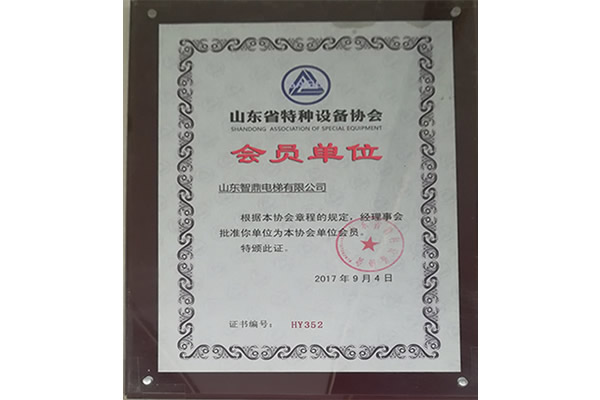 山东省特种设备协会
SHANDONG ASSOCIATION OF SPECIAL EQUIPMENT
会员单位
山东智鼎电梯有限公司
根据本协会章程的规定，经理事会
批准你单位为本协会单位会员。
特颁此证。
2017年9月4日
证书编号：HY352